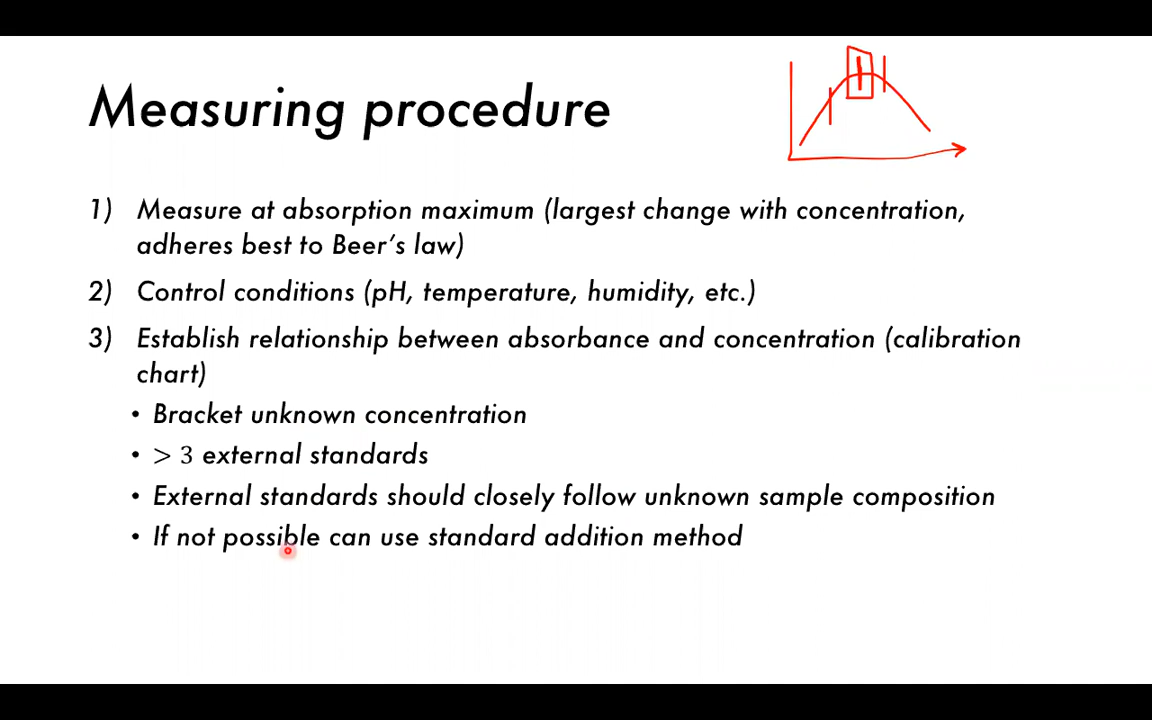 Measuring procedure
1) Measure at absorption maximum (largest change with concentration,
adheres best to Beer's law)
2) Control conditions (pH, temperature, humidity, etc.)
3) Establish relationship between absorbance and concentration (calibration
chart)
• Bracket unknown concentration
• > 3 external standards
• External standards should closely follow unknown sample composition
• If not possible can use standard addition method